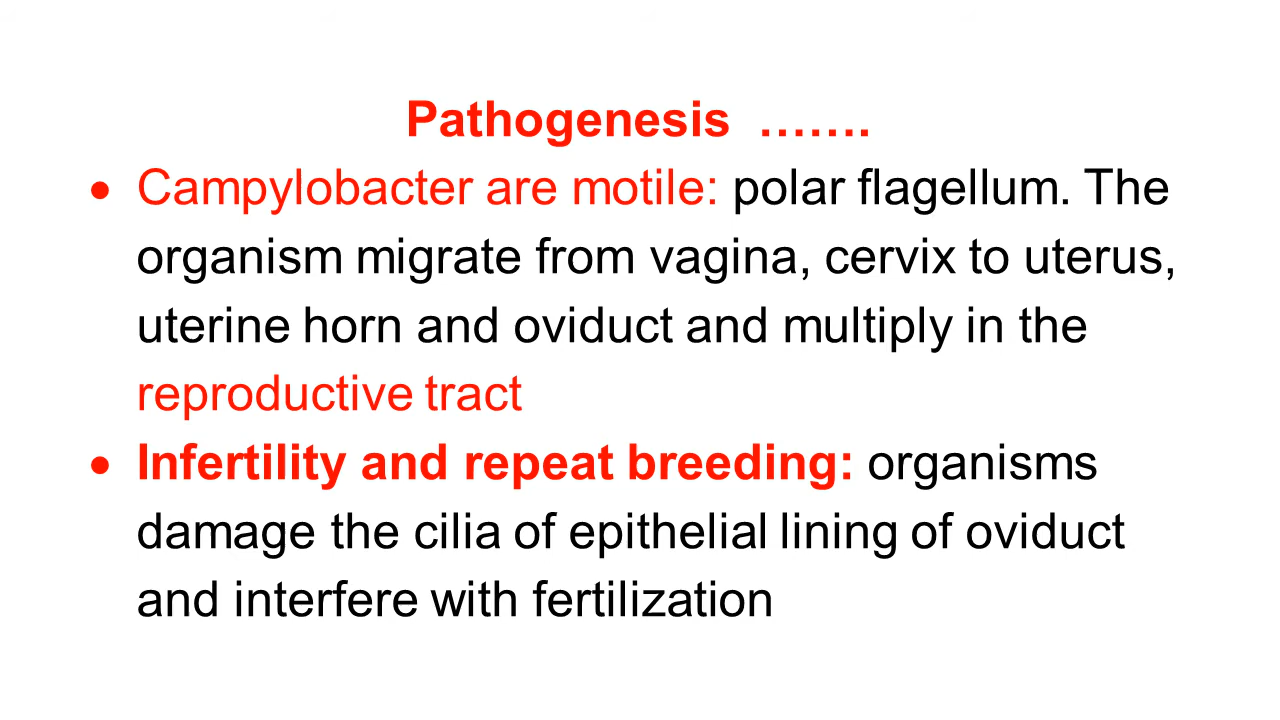 Pathogenesis …….
• Campylobacter are motile: polar flagellum. The
organism migrate from vagina, cervix to uterus,
uterine horn and oviduct and multiply in the
reproductive tract
• Infertility and repeat breeding: organisms
damage the cilia of epithelial lining of oviduct
and interfere with fertilization